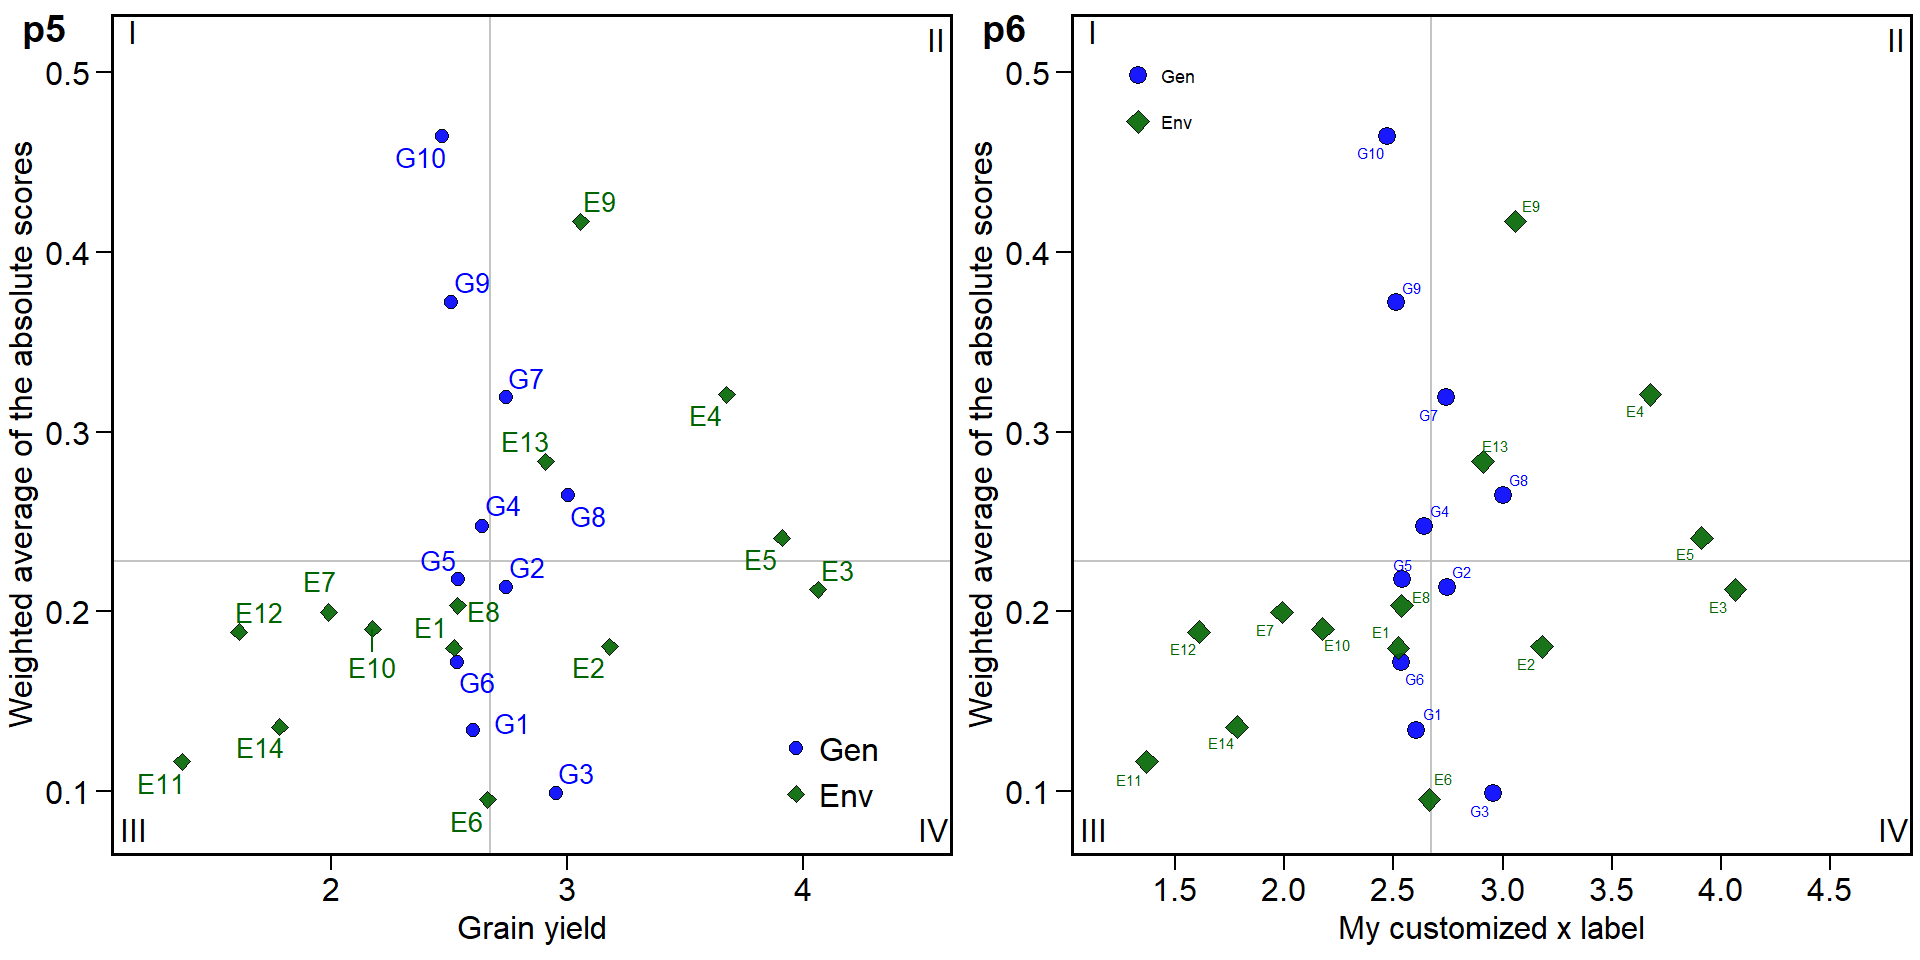 p5
I
II
0.5
0.4
0.3
0.2
0.1
Weighted average of the absolute scores
G10
E9
G9
G7
E4
E13
G4
G8
G5
G2
E5
E3
E7
E12
E8
E1
E10
E2
G6
G1
E14
E11
G3
E6
Gen
Env
III
IV
2
3
4
Grain yield
p6
I
II
0.5
0.4
0.3
0.2
0.1
Weighted average of the absolute scores
Gen
Env
G10
E9
G9
G7
E4
E13
G8
G4
E5
G5
G2
E8
E3
E7
E1
E10
E12
E2
G6
G1
E14
E11
E6
G3
III
IV
1.5
2.0
2.5
3.0
3.5
4.0
4.5
My customized x label